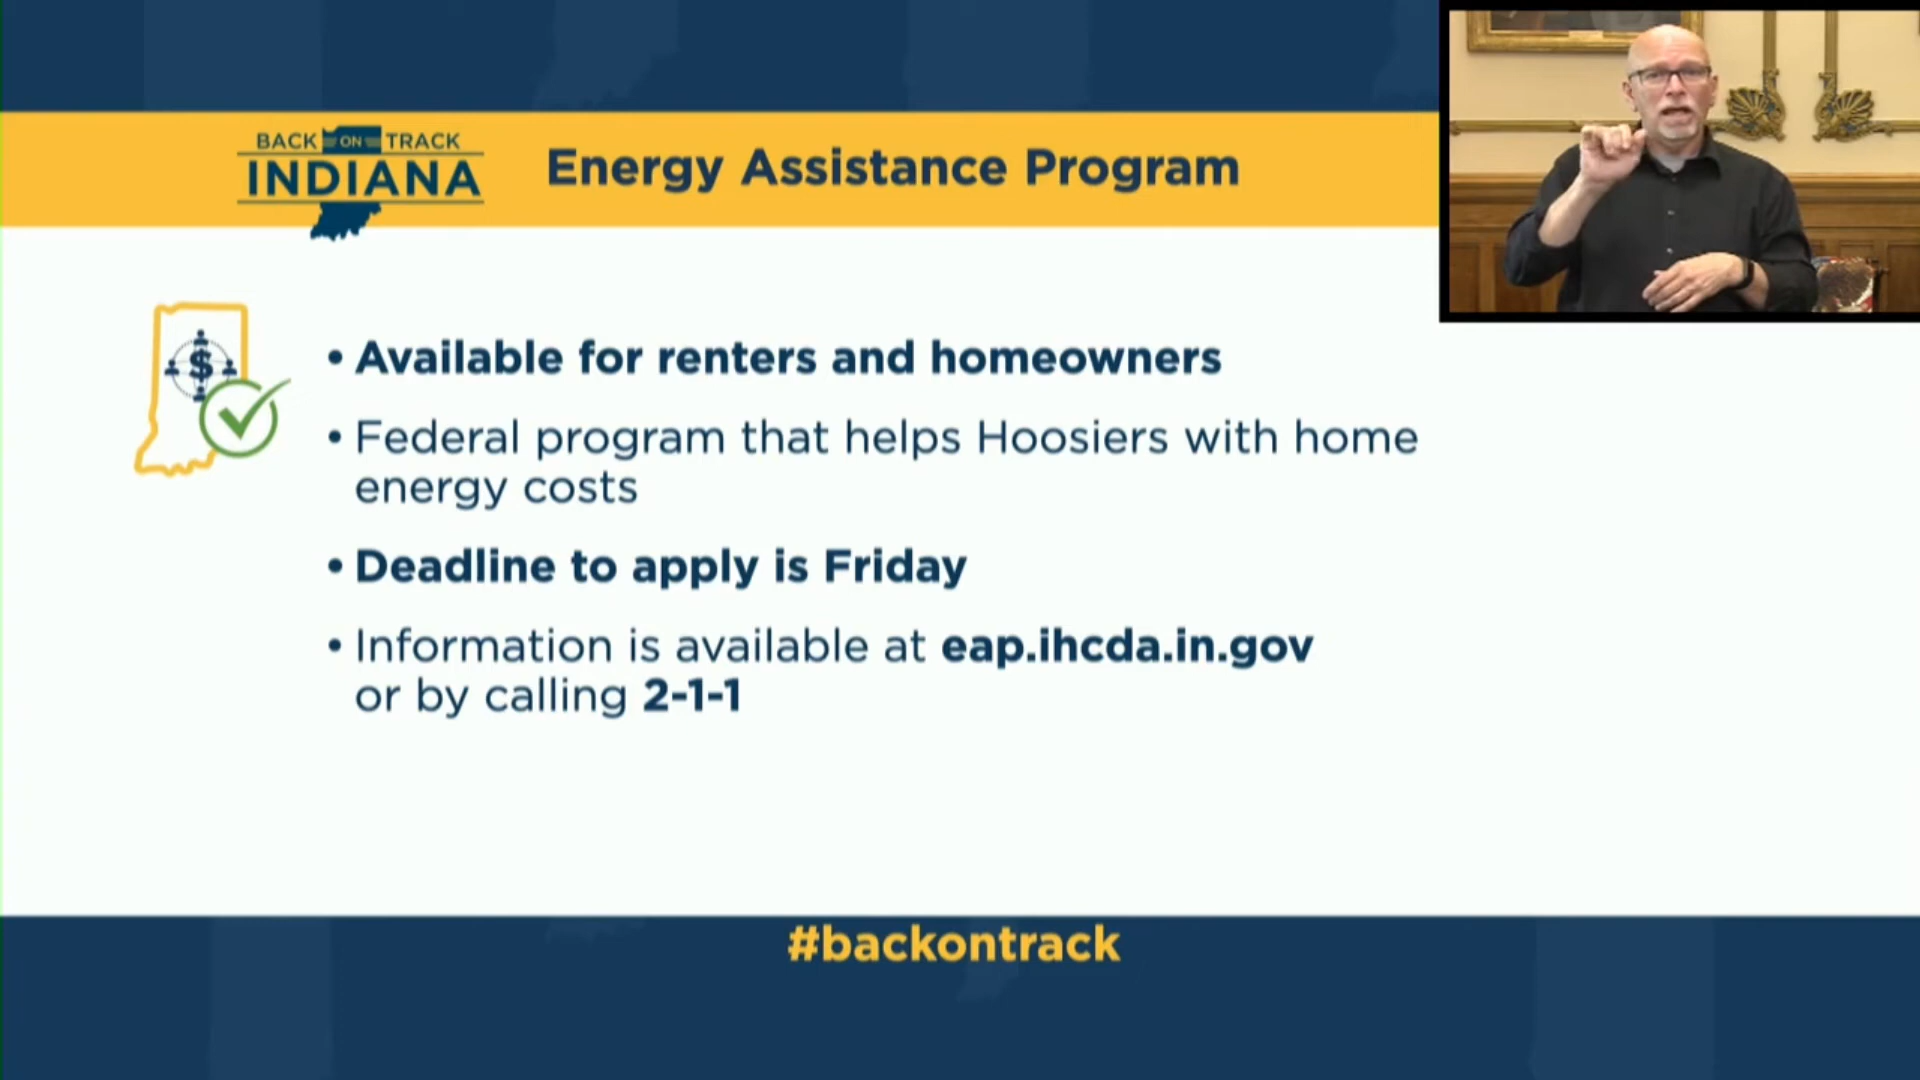 BACK ON TRACK
INDIANA
Energy Assistance Program
• Available for renters and homeowners
• Federal program that helps Hoosiers with home
energy costs
• Deadline to apply is Friday
• Information is available at eap.ihcda.in.gov
or by calling 2-1-1
$
#backontrack